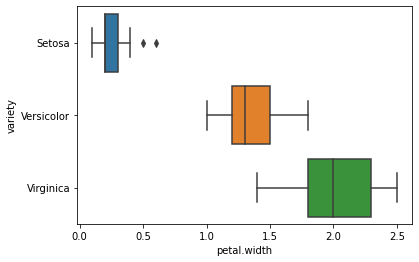 Setosa
Versicolor
Virginica
variety
0.0 0.5 1.0 1.5 2.0 2.5
petal.width